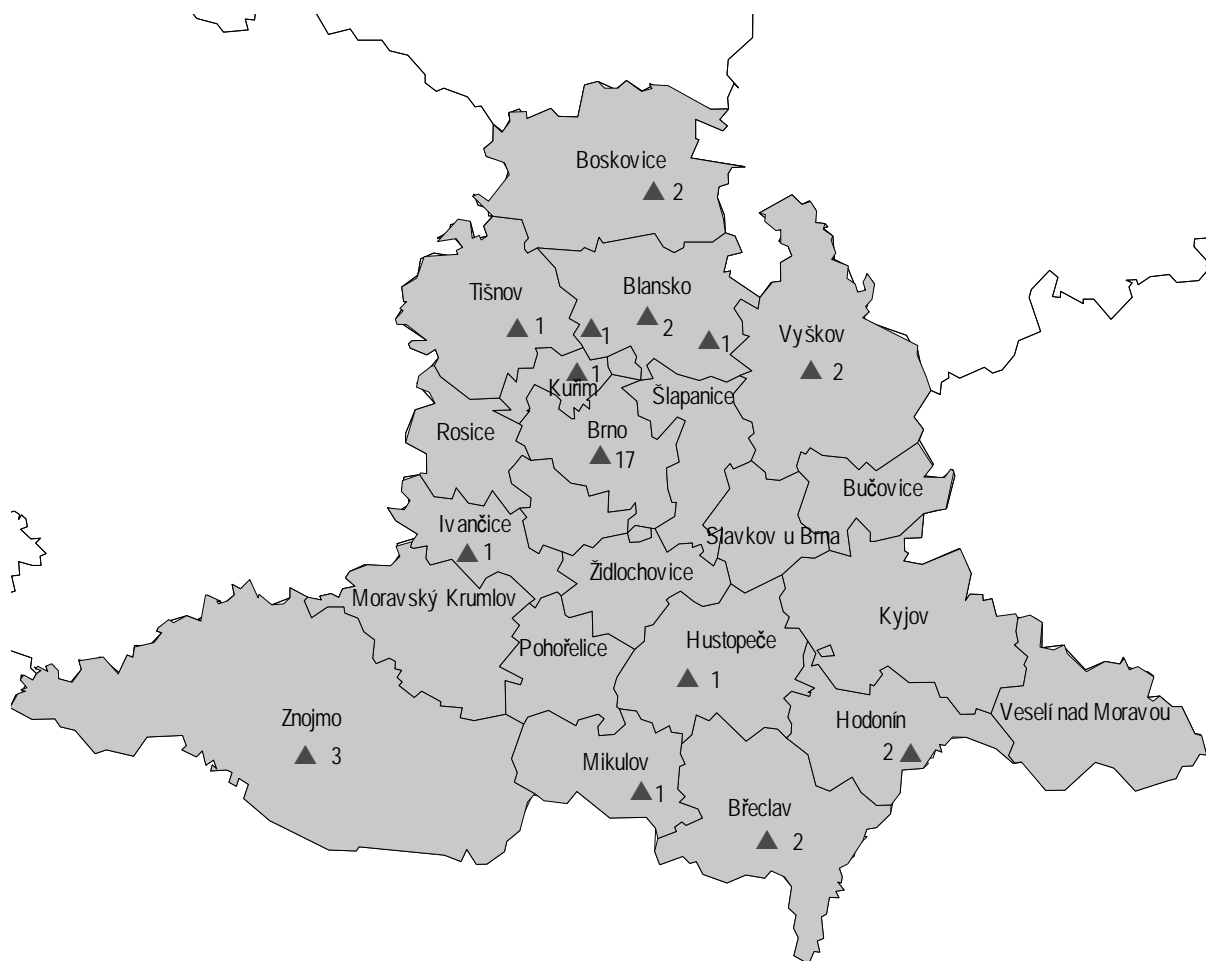 Boskovice
2
Tišnov
1
Blansko
1
2
1
Vyškov
2
1
Kuřim
Šlapanice
Rosice
Brno
17
Bučovice
Ivančice
1
Slavkov u Brna
Židlochovice
Moravský Krumlov
Kyjov
Pohořelice
Hustopeče
1
Veselí nad Moravou
Znojmo
3
Hodonín
2
Mikulov
1
Břeclav
2